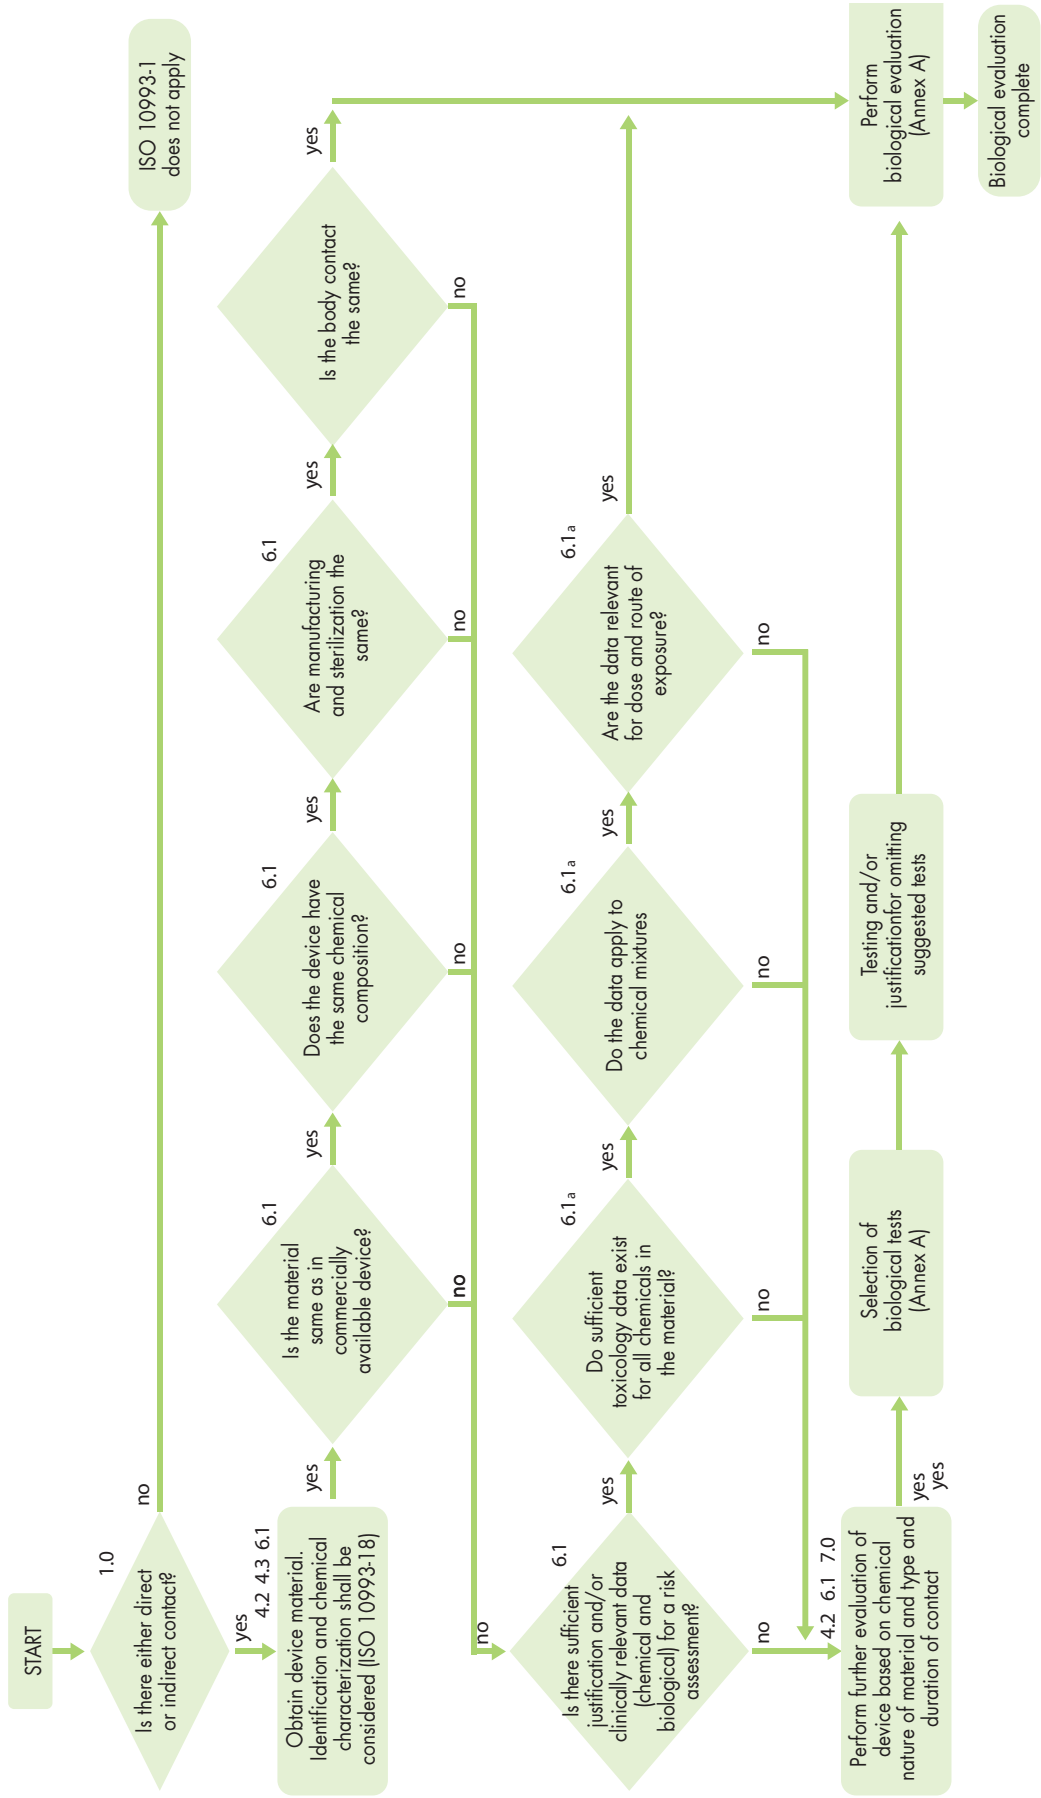 START
Is there either direct
or indirect contact?
1.0
no
ISO 10993-1
does not apply
yes
4.2 4.3 6.1
Obtain device material.
Identification and chemical
characterization shall be
considered (ISO 10993-18)
yes
Is the material
same as in
commercially
available device?
6.1
no
yes
Does the device have
the same chemical
composition?
6.1
no
yes
Are manufacturing
and sterilization the
same?
6.1
no
yes
Is the body contact
the same?
no
yes
no
Is there sufficient
justification and/or
clinically relevant data
(chemical and
biological) for a risk
assessment?
6.1
no
yes
Do sufficient
toxicology data exist
for all chemicals in
the material?
6.1a
no
yes
Do the data apply to
chemical mixtures
6.1a
no
yes
Are the data relevant
for dose and route of
exposure?
6.1a
no
yes
4.2 6.1 7.0
Perform further evaluation of
device based on chemical
nature of material and type and
duration of contact
yes
yes
Selection of
biological tests
(Annex A)
Testing and/or
justificationfor omitting
suggested tests
Perform
biological evaluation
(Annex A)
Biological evaluation
complete